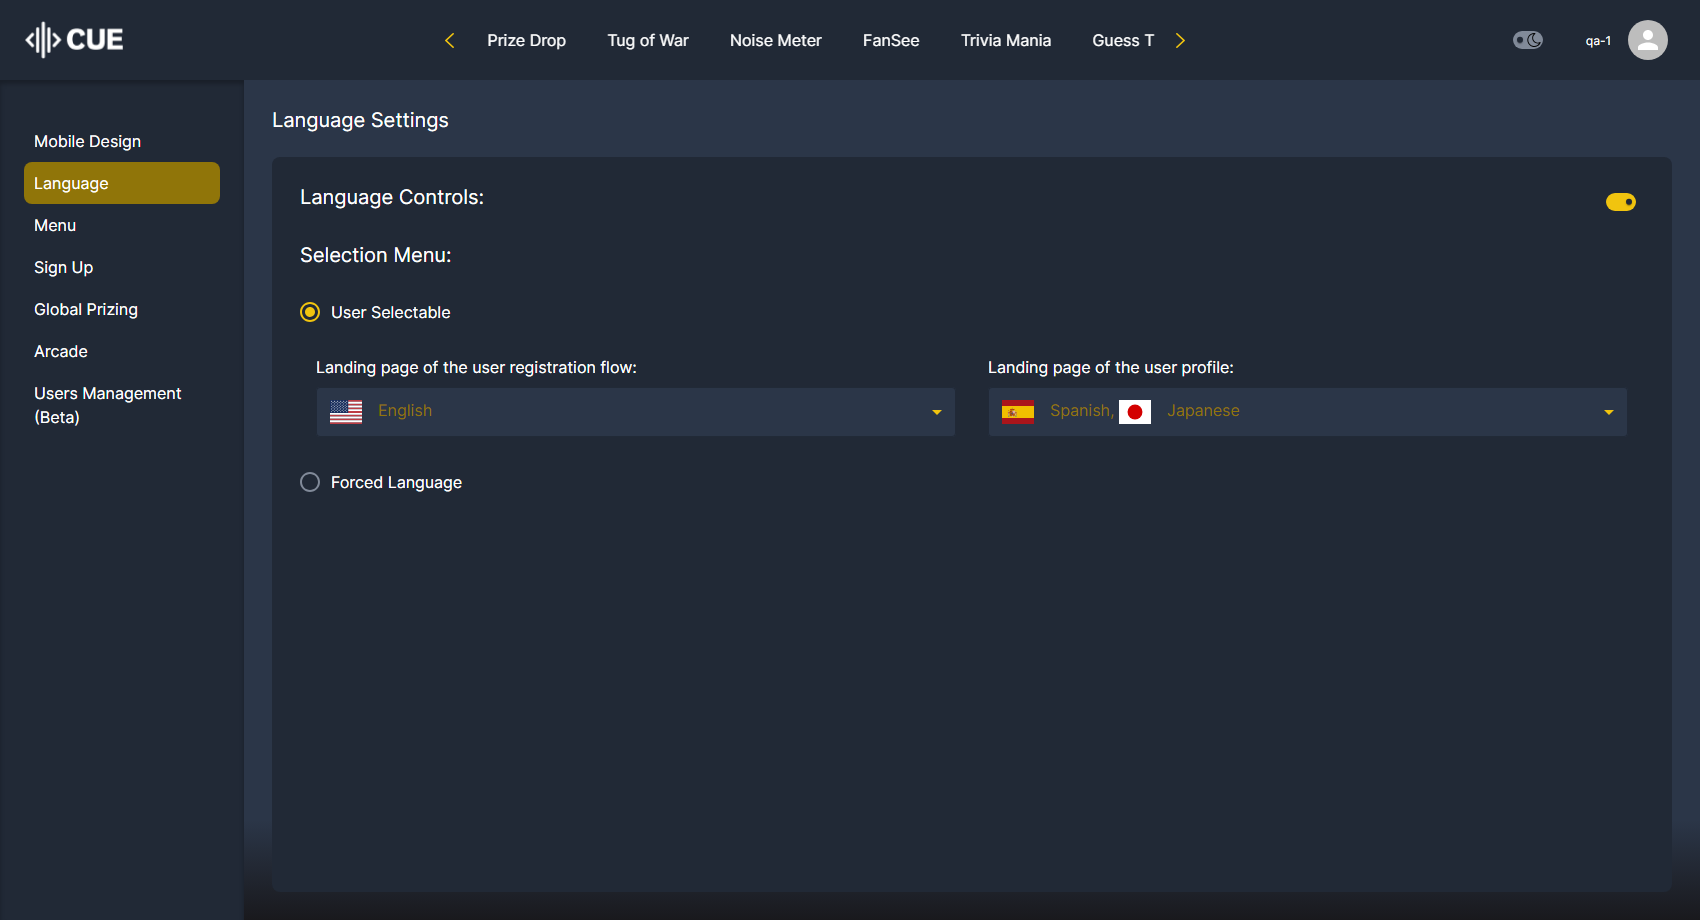 CUE
Prize Drop
Tug of War
Noise Meter
FanSee
Trivia Mania
Guess T
qa-1
Mobile Design
Language
Menu
Sign Up
Global Prizing
Arcade
Users Management
(Beta)
Language Settings
Language Controls:
Selection Menu:
User Selectable
Landing page of the user registration flow:
English
Landing page of the user profile:
Spanish, Japanese
Forced Language